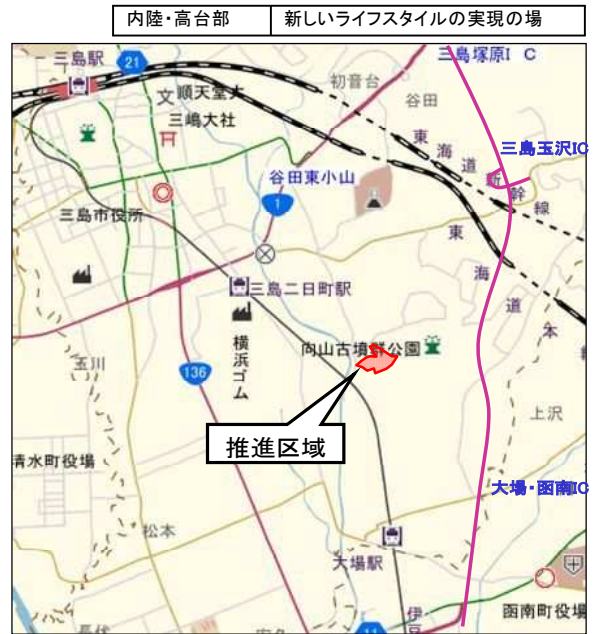 内陸・高台部 新しいライフスタイルの実現の場
三島駅
21
三島塚原I C
初音台
文 順天堂大
谷田
三嶋大社
三島玉沢IC
東海道新幹線
谷田東小山
1
三島市役所
東海道本線
三島二日町駅
横浜ゴム
向山古墳群公園
玉川
136
上沢
推進区域
清水町役場
大場・函南IC
松本
大場駅
函南町役場
11